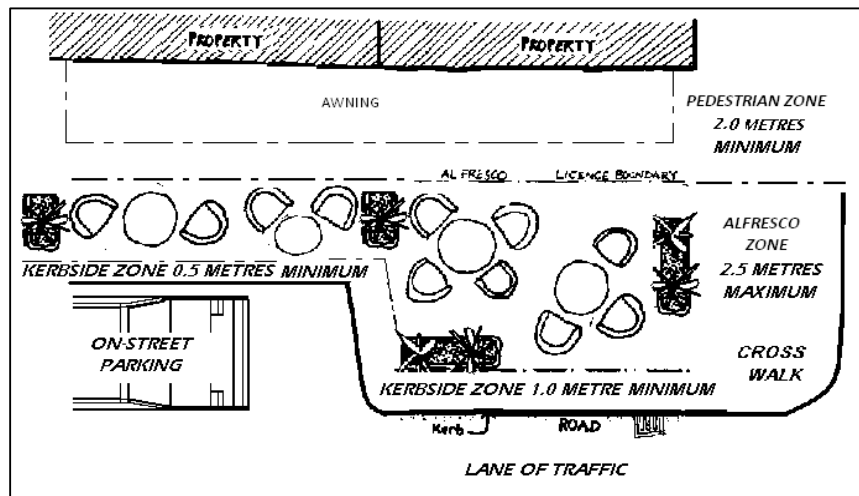 PROPERTY
PROPERTY
AWNING
PEDESTRIAN ZONE
2.0 METRES
MINIMUM
ALFRESCO LICENCE BOUNDARY
ALFRESCO
ZONE
2.5 METRES
MAXIMUM
KERBSIDE ZONE 0.5 METRES MINIMUM
ON-STREET
PARKING
CROSS
WALK
KERBSIDE ZONE 1.0 METRE MINIMUM
Kerb
ROAD
LANE OF TRAFFIC